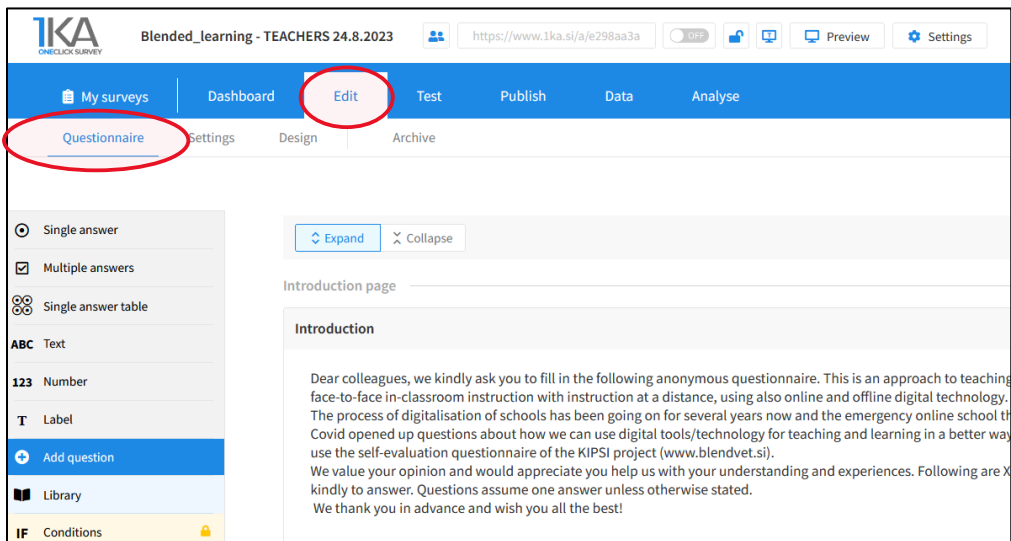 1KA
ONECLICK SURVEY
Blended_learning - TEACHERS 24.8.2023
https://www.1ka.si/a/e298aa3a
OFF
Preview
Settings
My surveys
Dashboard
Edit
Test
Publish
Data
Analyse
Questionnaire
Settings
Design
Archive
Single answer
Multiple answers
Single answer table
ABC Text
123 Number
T Label
Add question
Library
IF Conditions
Expand
Collapse
Introduction page
Introduction
Dear colleagues, we kindly ask you to fill in the following anonymous questionnaire. This is an approach to teaching
face-to-face in-classroom instruction with instruction at a distance, using also online and offline digital technology.
The process of digitalisation of schools has been going on for several years now and the emergency online school th
Covid opened up questions about how we can use digital tools/technology for teaching and learning in a better way
use the self-evaluation questionnaire of the KIPSI project (www.blendvet.si).
We value your opinion and would appreciate you help us with your understanding and experiences. Following are X
kindly to answer. Questions assume one answer unless otherwise stated.
We thank you in advance and wish you all the best!